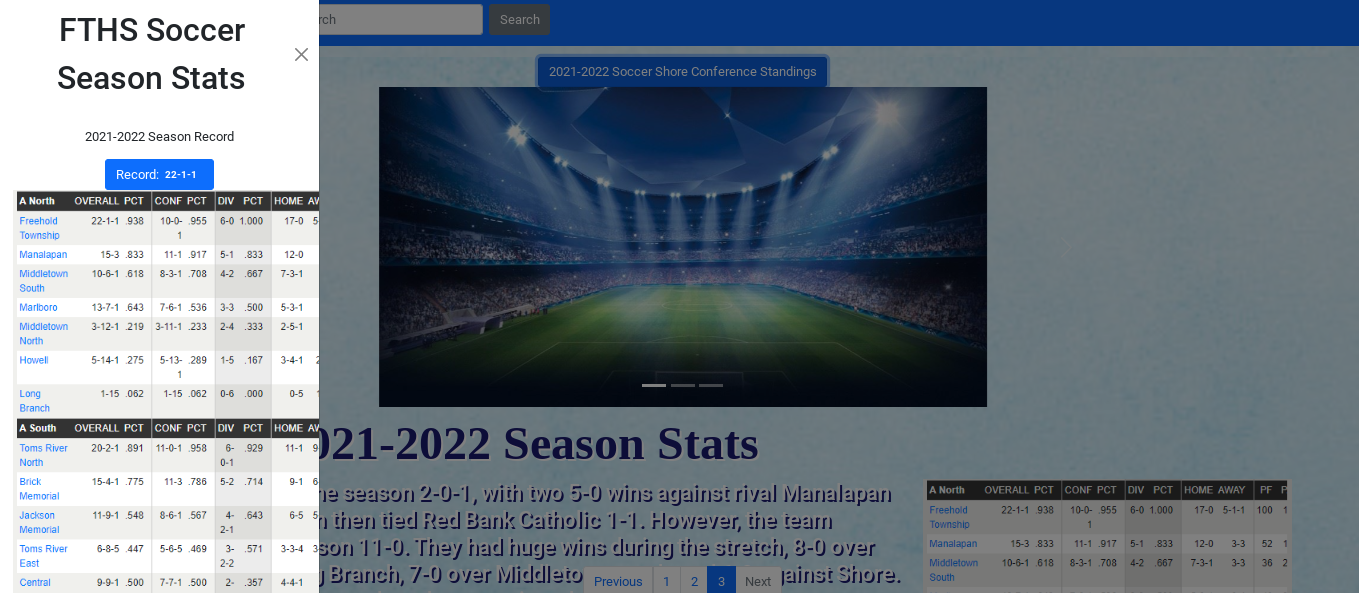 FTHS Soccer
Season Stats
2021-2022 Season Record
Record: 22-1-1
A North OVERALL PCT CONF PCT DIV PCT HOME
Freehold Township 22-1-1 .938 10-0-1 .955 6-0 1.000 17-0
Manalapan 15-3 .833 11-1 .917 5-1 .833 12-0
Middletown South 10-6-1 .618 8-3-1 .708 4-2 .667 7-3-1
Marlboro 13-7-1 .643 7-6-1 .536 3-3 .500 5-3-1
Middletown North 3-12-1 .219 3-11-1 .233 2-4 .333 2-5-1
Howell 5-14-1 .275 5-13-1 .289 1-5 .167 3-4-1
Long Branch 1-15 .062 1-15 .062 0-6 .000 0-5
A South OVERALL PCT CONF PCT DIV PCT HOME
Toms River North 20-2-1 .891 11-0-1 .958 6-0-1 .929 11-1
Brick Memorial 15-4-1 .775 11-3 .786 5-2 .714 9-1
Jackson Memorial 11-9-1 .548 8-6-1 .567 4-2-1 .643 6-5
Toms River East 6-8-5 .447 5-6-5 .469 3-2-2 .571 3-3-4
Central 9-9-1 .500 7-7-1 .500 2- .357 4-4-1
rch Search
2021-2022 Soccer Shore Conference Standings
021-2022 Season Stats
he season 2-0-1, with two 5-0 wins against rival Manalapan
then tied Red Bank Catholic 1-1. However, the team
son 11-0. They had huge wins during the stretch, 8-0 over
g Branch, 7-0 over Middleto ainst Shore.
Previous 1 2 3 Next
A North OVERALL PCT CONF PCT DIV PCT HOME AWAY PF P
Freehold Township 22-1-1 .938 10-0-1 .955 6-0 1.000 17-0 5-1-1 100 1
Manalapan 15-3 .833 11-1 .917 5-1 .833 12-0 3-3 52 1
Middletown South 10-6-1 .618 8-3-1 .708 4-2 .667 7-3-1 3-3 36 2